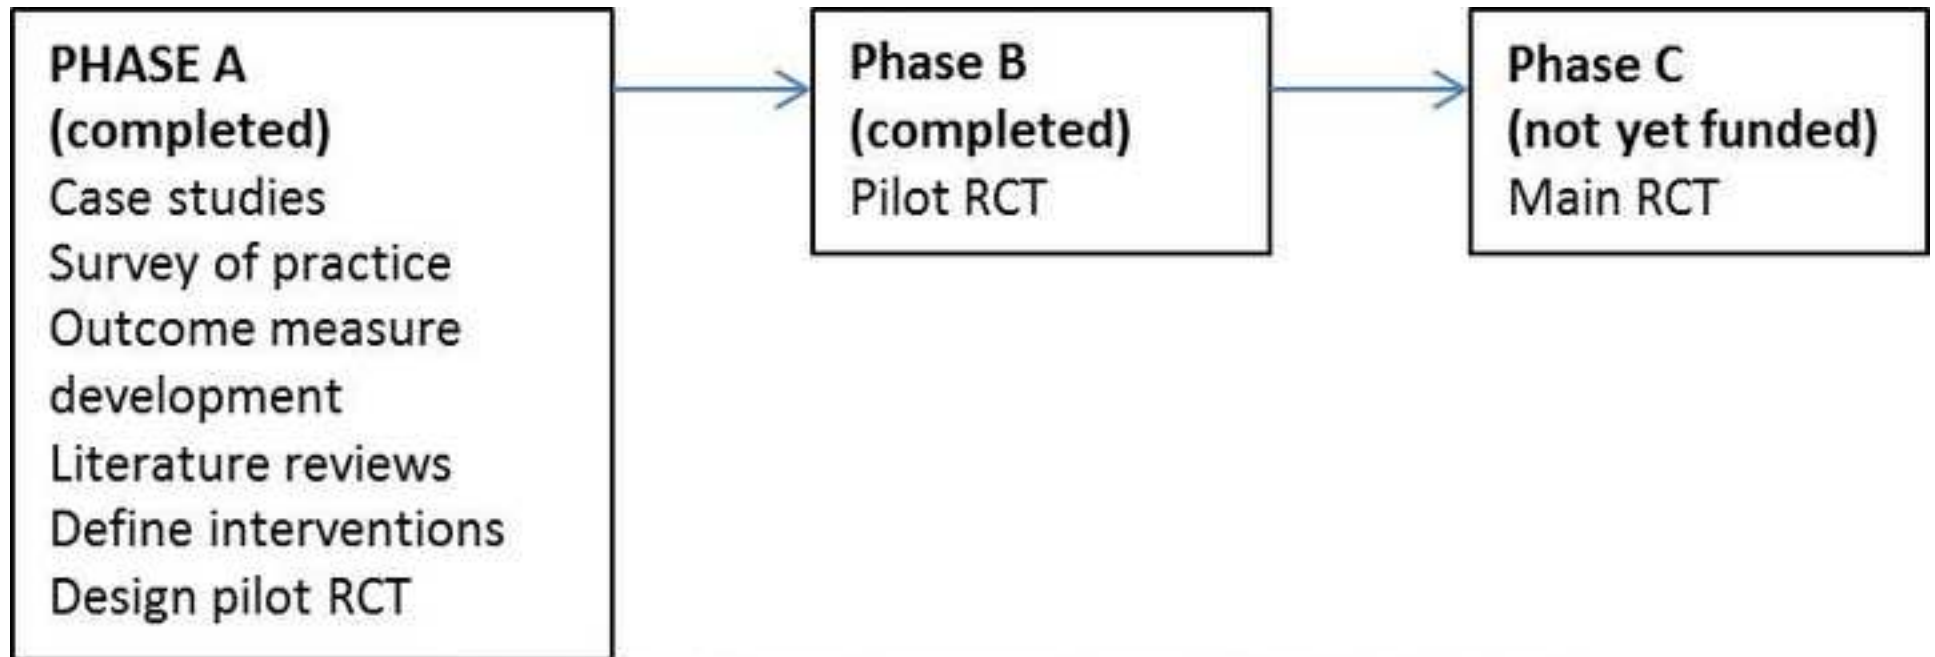 PHASE A
(completed)
Case studies
Survey of practice
Outcome measure
development
Literature reviews
Define interventions
Design pilot RCT
Phase B
(completed)
Pilot RCT
Phase C
(not yet funded)
Main RCT